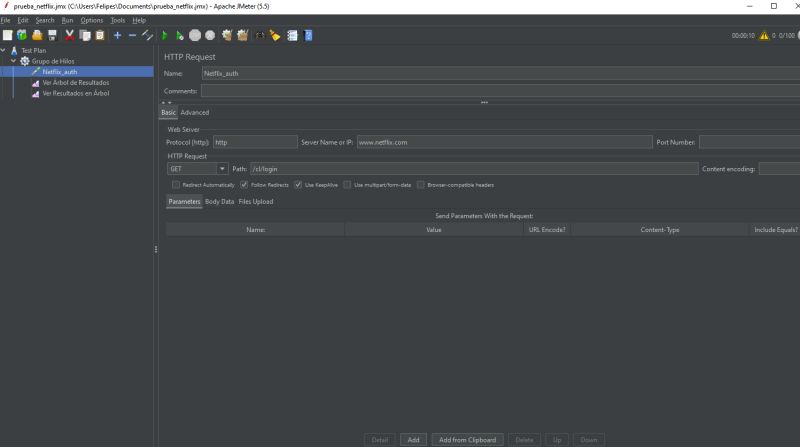 prueba_netflix.jmx (C:\Users\Felipes\Documents\prueba_netflix.jmx) - Apache JMeter (5.5)
File Edit Search Run Options Tools Help
00:00:10 0 0/100
Test Plan
Grupo de Hilos
Netflix_auth
Ver Árbol de Resultados
Ver Resultados en Árbol
HTTP Request
Name: Netflix_auth
Comments:
Basic Advanced
Web Server
Protocol [http]: http Server Name or IP: www.netflix.com Port Number:
HTTP Request
GET Path: /cl/login Content encoding:
Redirect Automatically Follow Redirects Use KeepAlive Use multipart/form-data Browser-compatible headers
Parameters Body Data Files Upload
Send Parameters With the Request:
Name: Value URL Encode? Content-Type Include Equals?
Detail Add Add from Clipboard Delete Up Down